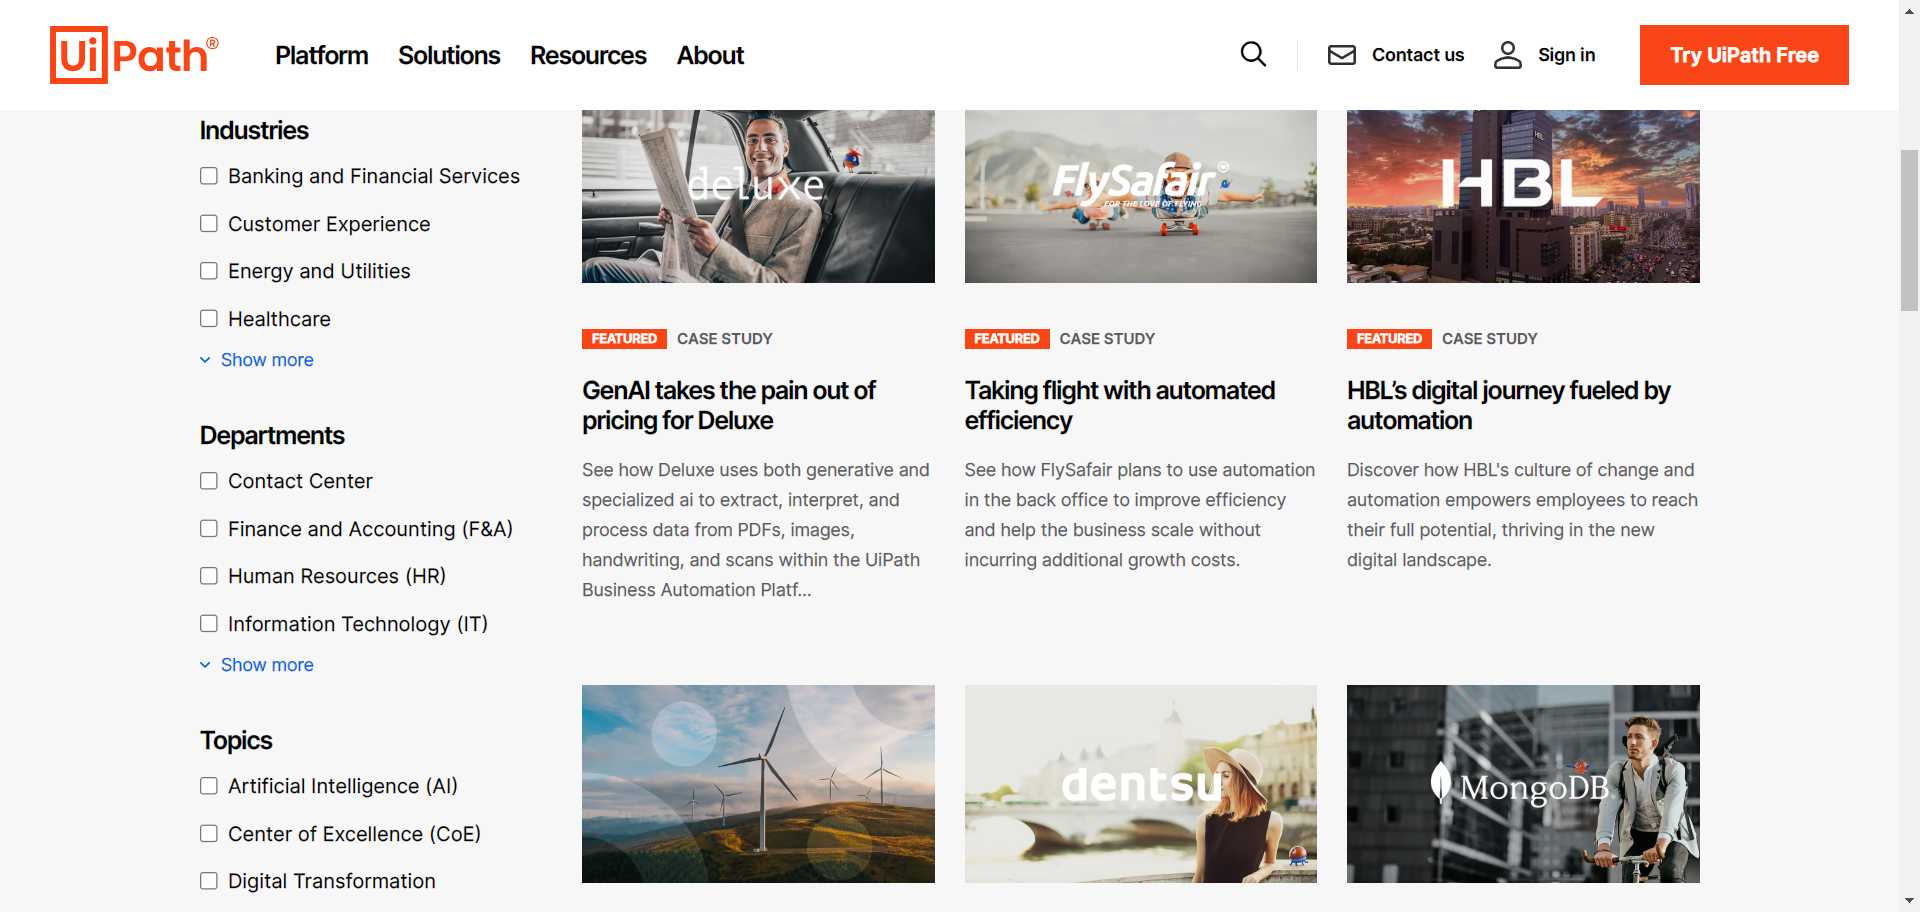 UiPath®
Platform
Solutions
Resources
About
Contact us
Sign in
Try UiPath Free
Industries
Banking and Financial Services
Customer Experience
Energy and Utilities
Healthcare
Show more
Departments
Contact Center
Finance and Accounting (F&A)
Human Resources (HR)
Information Technology (IT)
Show more
Topics
Artificial Intelligence (AI)
Center of Excellence (CoE)
Digital Transformation
deluxe
FEATURED CASE STUDY
GenAI takes the pain out of
pricing for Deluxe
See how Deluxe uses both generative and
specialized ai to extract, interpret, and
process data from PDFs, images,
handwriting, and scans within the UiPath
Business Automation Platf...
FlySafair
FOR THE LOVE OF FLYING
FEATURED CASE STUDY
Taking flight with automated
efficiency
See how FlySafair plans to use automation
in the back office to improve efficiency
and help the business scale without
incurring additional growth costs.
HBL
HBL
FEATURED CASE STUDY
HBL’s digital journey fueled by
automation
Discover how HBL's culture of change and
automation empowers employees to reach
their full potential, thriving in the new
digital landscape.
dentsu
MongoDB